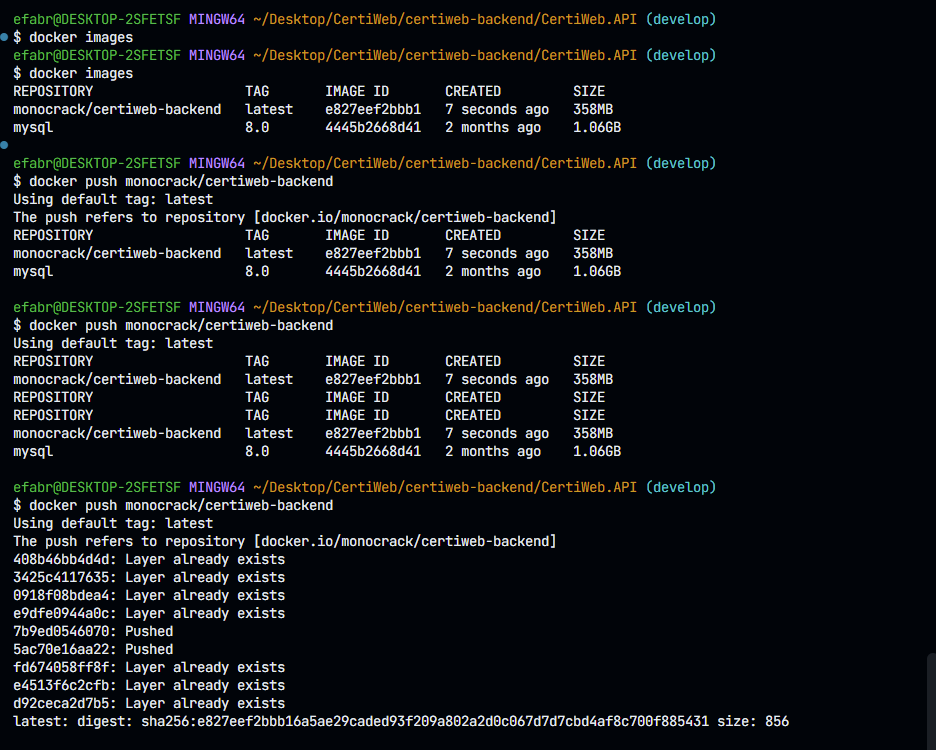 efabr@DESKTOP-2SFETSF MINGW64 ~/Desktop/CertiWeb/certiweb-backend/CertiWeb.API (develop)
$ docker images
efabr@DESKTOP-2SFETSF MINGW64 ~/Desktop/CertiWeb/certiweb-backend/CertiWeb.API (develop)
$ docker images
REPOSITORY                   TAG       IMAGE ID       CREATED         SIZE
monocrack/certiweb-backend   latest    e827eef2bbb1   7 seconds ago   358MB
mysql                        8.0       4445b2668d41   2 months ago    1.06GB
efabr@DESKTOP-2SFETSF MINGW64 ~/Desktop/CertiWeb/certiweb-backend/CertiWeb.API (develop)
$ docker push monocrack/certiweb-backend
Using default tag: latest
The push refers to repository [docker.io/monocrack/certiweb-backend]
REPOSITORY                   TAG       IMAGE ID       CREATED         SIZE
monocrack/certiweb-backend   latest    e827eef2bbb1   7 seconds ago   358MB
mysql                        8.0       4445b2668d41   2 months ago    1.06GB
efabr@DESKTOP-2SFETSF MINGW64 ~/Desktop/CertiWeb/certiweb-backend/CertiWeb.API (develop)
$ docker push monocrack/certiweb-backend
Using default tag: latest
REPOSITORY                   TAG       IMAGE ID       CREATED         SIZE
monocrack/certiweb-backend   latest    e827eef2bbb1   7 seconds ago   358MB
REPOSITORY                   TAG       IMAGE ID       CREATED         SIZE
REPOSITORY                   TAG       IMAGE ID       CREATED         SIZE
monocrack/certiweb-backend   latest    e827eef2bbb1   7 seconds ago   358MB
mysql                        8.0       4445b2668d41   2 months ago    1.06GB
efabr@DESKTOP-2SFETSF MINGW64 ~/Desktop/CertiWeb/certiweb-backend/CertiWeb.API (develop)
$ docker push monocrack/certiweb-backend
Using default tag: latest
The push refers to repository [docker.io/monocrack/certiweb-backend]
408b46bb4d4d: Layer already exists
3425c4117635: Layer already exists
0918f08bdea4: Layer already exists
e9dfe0944a0c: Layer already exists
7b9ed0546070: Pushed
5ac70e16aa22: Pushed
fd674058ff8f: Layer already exists
e4513f6c2cfb: Layer already exists
d92ceca2d7b5: Layer already exists
latest: digest: sha256:e827eef2bbb16a5ae29caded93f209a802a2d0c067d7d7cbd4af8c700f885431 size: 856